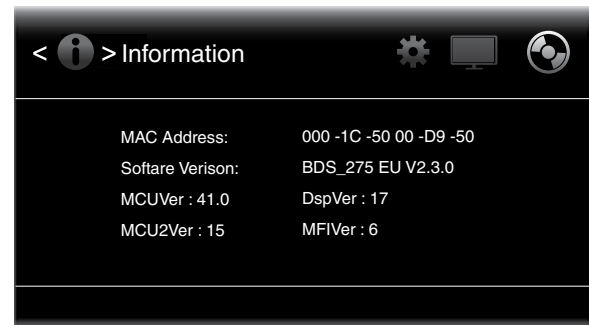 < i > Information
MAC Address: 000 -1C -50 00 -D9 -50
Softare Verison: BDS_275 EU V2.3.0
MCUVer : 41.0 DspVer : 17
MCU2Ver : 15 MFIVer : 6